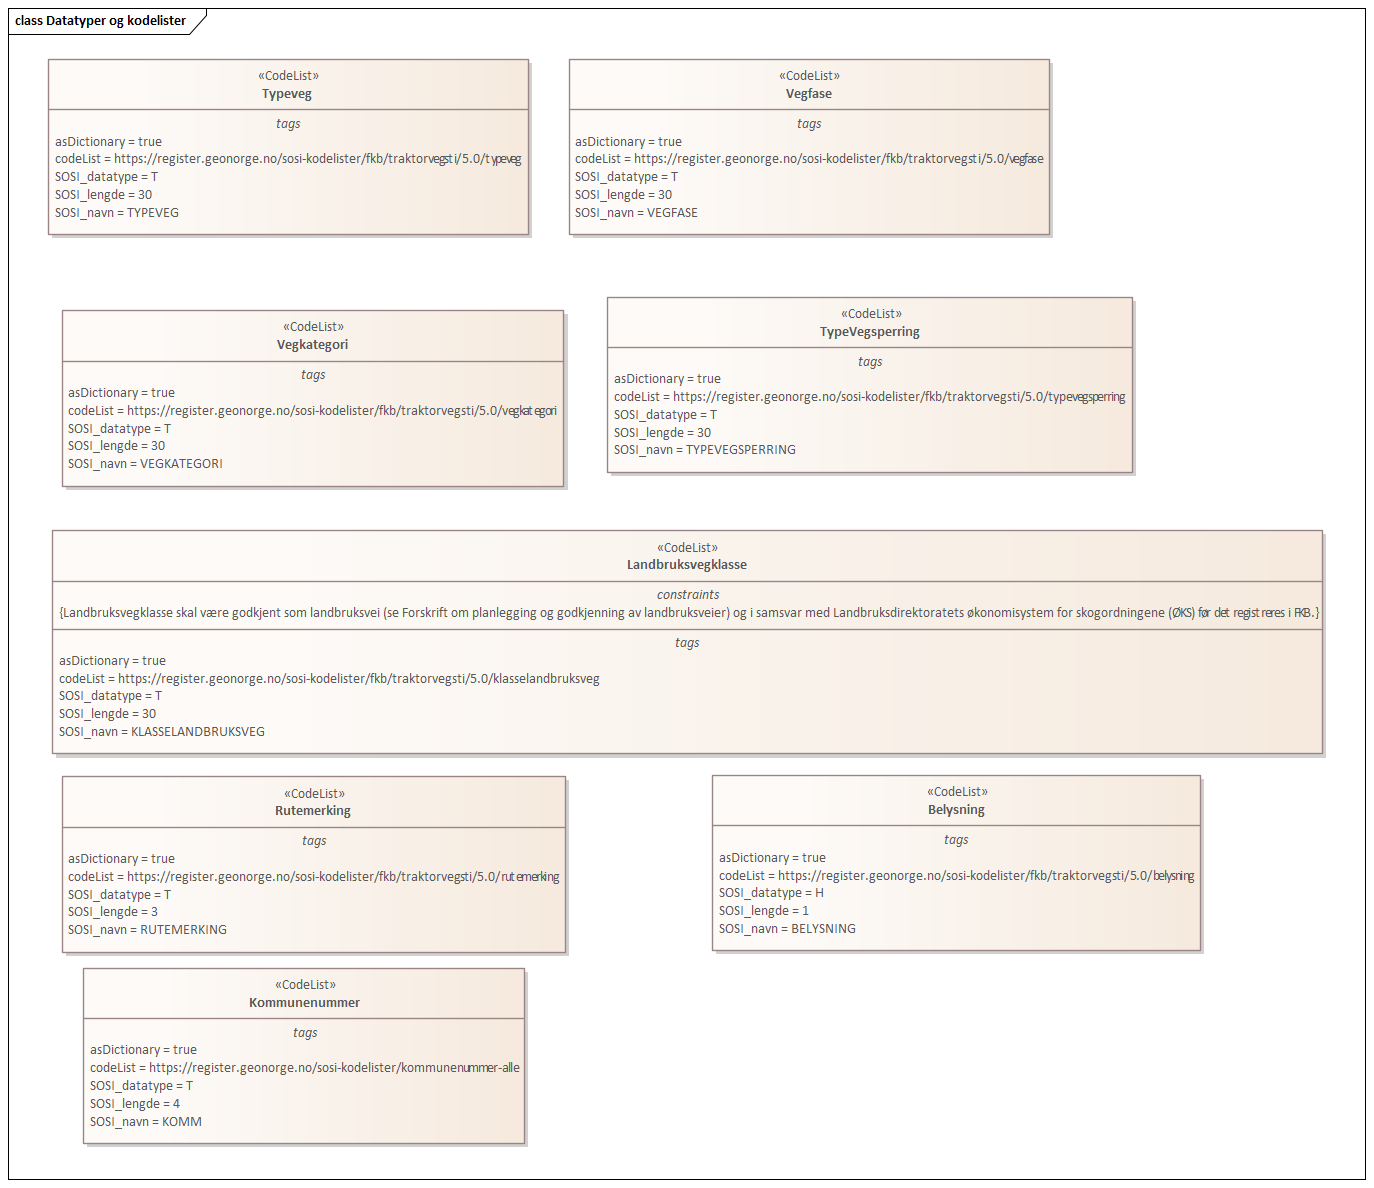 class Datatyper og kodelister
«CodeList»
Typeveg
tags
asDictionary = true
codeList = https://register.geonorge.no/sosi-kodelister/fkb/traktorvegsti/5.0/typeveg
SOSI_datatype = T
SOSI_lengde = 30
SOSI_navn = TYPEVEG
«CodeList»
Vegfase
tags
asDictionary = true
codeList = https://register.geonorge.no/sosi-kodelister/fkb/traktorvegsti/5.0/vegfase
SOSI_datatype = T
SOSI_lengde = 30
SOSI_navn = VEGFASE
«CodeList»
Vegkategori
tags
asDictionary = true
codeList = https://register.geonorge.no/sosi-kodelister/fkb/traktorvegsti/5.0/vegkategori
SOSI_datatype = T
SOSI_lengde = 30
SOSI_navn = VEGKATEGORI
«CodeList»
TypeVegsperring
tags
asDictionary = true
codeList = https://register.geonorge.no/sosi-kodelister/fkb/traktorvegsti/5.0/typevegsperring
SOSI_datatype = T
SOSI_lengde = 30
SOSI_navn = TYPEVEGSPERRING
«CodeList»
Landbruksvegklasse
constraints
{Landbruksvegklasse skal være godkjent som landbruksvei (se Forskrift om planlegging og godkjenning av landbruksveier) og i samsvar med Landbruksdirektoratets økonomisystem for skogordningene (ØKS) før det registreres i FKB.}
tags
asDictionary = true
codeList = https://register.geonorge.no/sosi-kodelister/fkb/traktorvegsti/5.0/klasselandbruksveg
SOSI_datatype = T
SOSI_lengde = 30
SOSI_navn = KLASSELANDBRUKSVEG
«CodeList»
Rutemerking
tags
asDictionary = true
codeList = https://register.geonorge.no/sosi-kodelister/fkb/traktorvegsti/5.0/rutemerking
SOSI_datatype = T
SOSI_lengde = 3
SOSI_navn = RUTEMERKING
«CodeList»
Belysning
tags
asDictionary = true
codeList = https://register.geonorge.no/sosi-kodelister/fkb/traktorvegsti/5.0/belysning
SOSI_datatype = H
SOSI_lengde = 1
SOSI_navn = BELYSNING
«CodeList»
Kommunenummer
tags
asDictionary = true
codeList = https://register.geonorge.no/sosi-kodelister/kommunenummer-alle
SOSI_datatype = T
SOSI_lengde = 4
SOSI_navn = KOMM